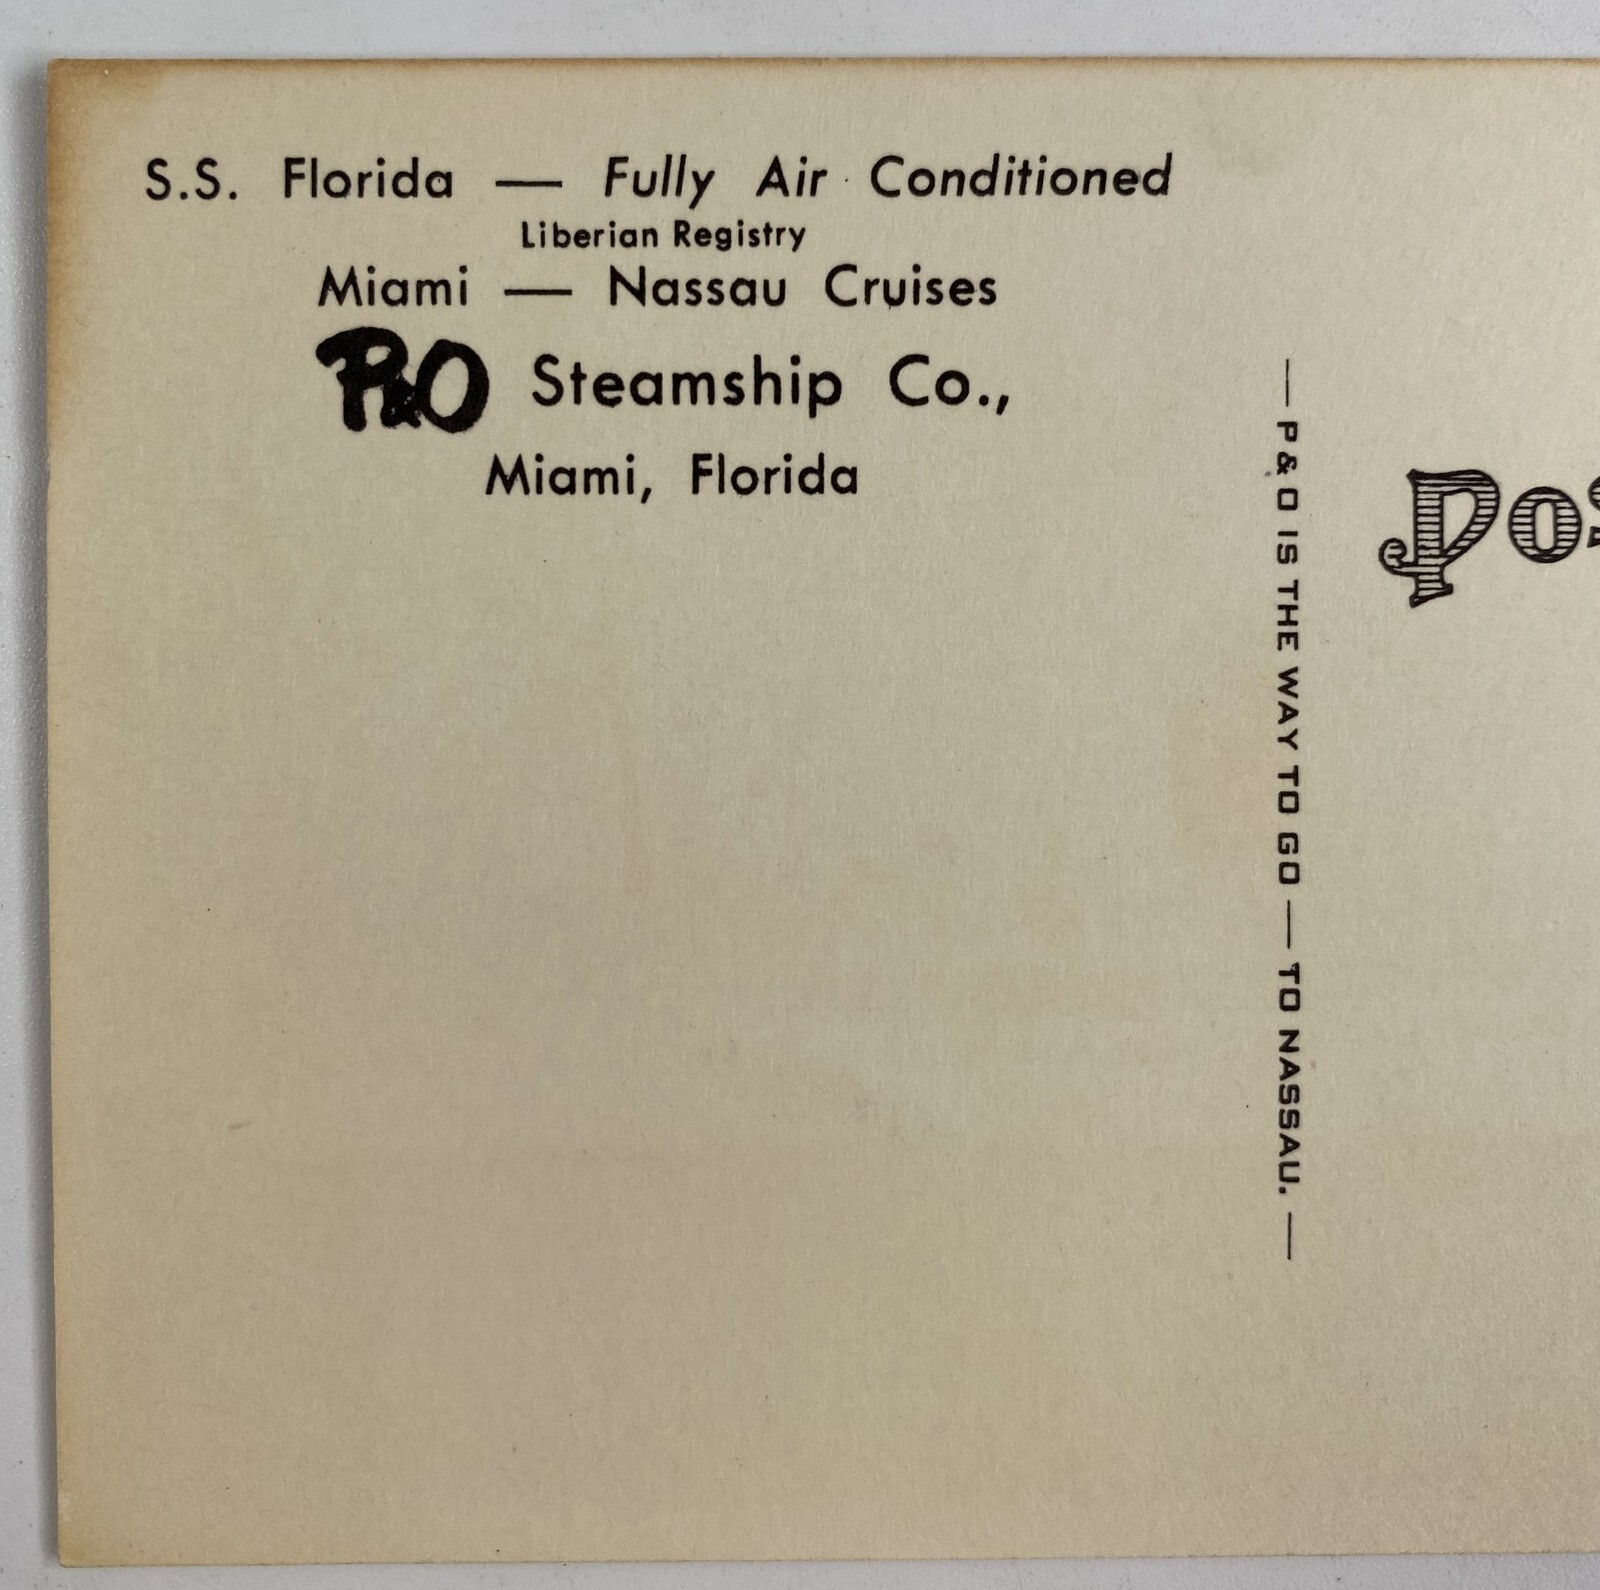 S.S. Florida — Fully Air Conditioned
Liberian Registry
Miami — Nassau Cruises
P&O Steamship Co.,
Miami, Florida
— P & O IS THE WAY TO GO — TO NASSAU. —
Pos